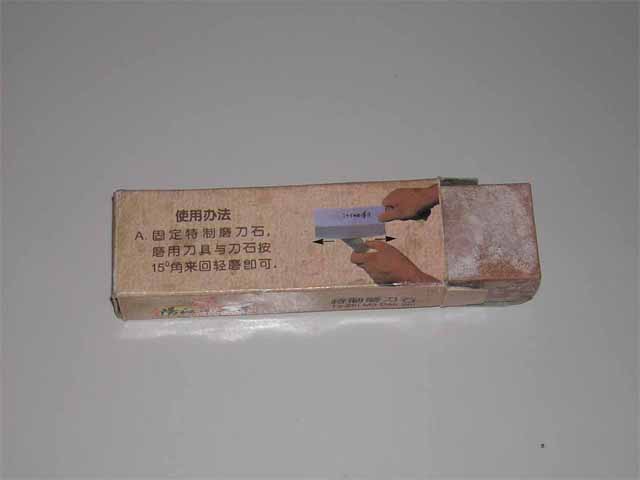 使用办法
A. 固定特制磨刀石,
磨用刀具与刀石按
15°角来回轻磨即可.
特制磨刀石